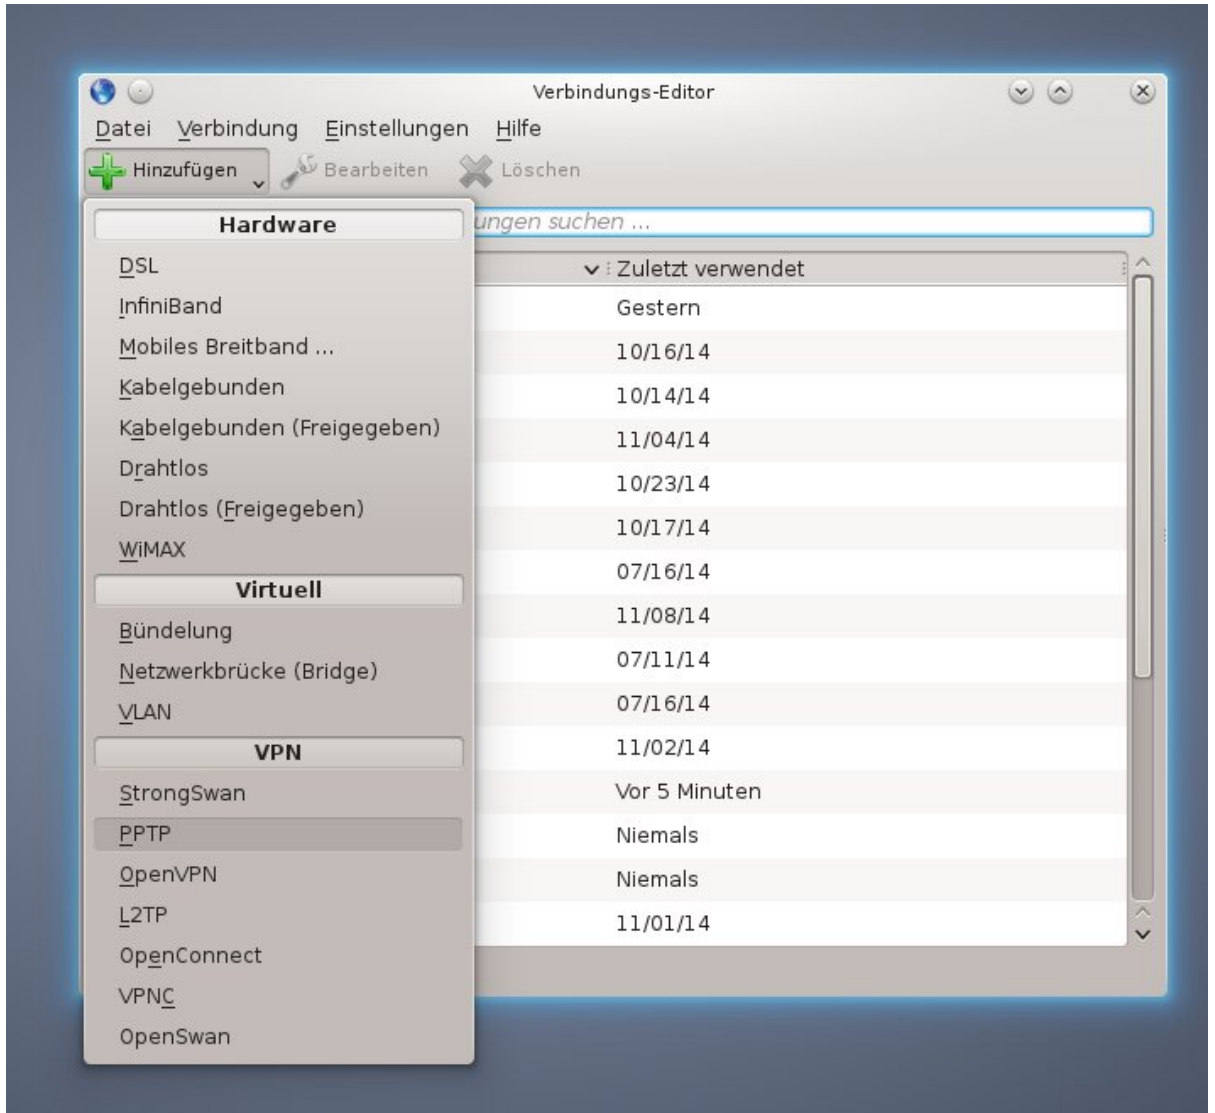 Verbindungs-Editor
Datei Verbindung Einstellungen Hilfe
Hinzufügen Bearbeiten Löschen
ungen suchen ...
Hardware
DSL
InfiniBand
Mobiles Breitband ...
Kabelgebunden
Kabelgebunden (Freigegeben)
Drahtlos
Drahtlos (Freigegeben)
WiMAX
Virtuell
Bündelung
Netzwerkbrücke (Bridge)
VLAN
VPN
StrongSwan
PPTP
OpenVPN
L2TP
OpenConnect
VPNC
OpenSwan
Zuletzt verwendet
Gestern
10/16/14
10/14/14
11/04/14
10/23/14
10/17/14
07/16/14
11/08/14
07/11/14
07/16/14
11/02/14
Vor 5 Minuten
Niemals
Niemals
11/01/14